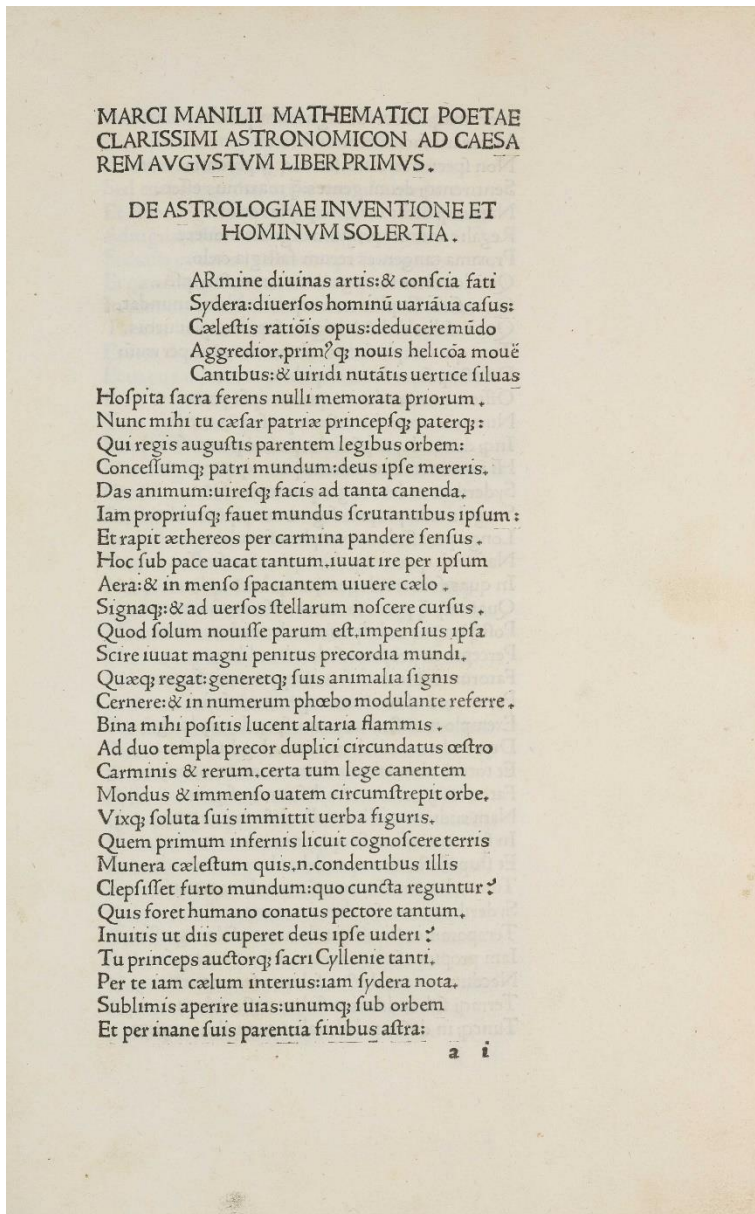 MARCI MANILII MATHEMATICI POETAE
CLARISSIMI ASTRONOMICON AD CAESA
REM AVGVSTVM LIBER PRIMVS.
DE ASTROLOGIAE INVENTIONE ET
HOMINVM SOLERTIA.
ARmine diuinas artis:& conſcia fati
Sydera:diuerſos hominū uariātia caſus:
Cæleſtis ratiōis opus:deducere mūdo
Aggredior.prim?q; nouis helicōa mouē
Cantibus:& uiridi nutātis uertice ſiluas
Hoſpita ſacra ferens nulli memorata priorum.
Nunc mihi tu cæſar patriæ princepſq; paterq;:
Qui regis auguſtis parentem legibus orbem:
Conceſſumq; patri mundum:deus ipſe mereris.
Das animum:uireſq; facis ad tanta canenda.
Iam propriuſq; fauet mundus ſcrutantibus ipſum:
Et rapit æthereos per carmina pandere ſenſus.
Hoc ſub pace uacat tantum.iuuat ire per ipſum
Aera:& in menſo ſpaciantem uiuere cælo.
Signaq;:& ad uerſos ſtellarum noſcere curſus.
Quod ſolum nouiſſe parum eſt.impenſius ipſa
Scire iuuat magni penitus precordia mundi.
Quæq; regat:generetq; ſuis animalia ſignis
Cernere:& in numerum phœbo modulante referre.
Bina mihi poſitis lucent altaria flammis.
Ad duo templa precor duplici circundatus œſtro
Carminis & rerum.certa tum lege canentem
Mondus & immenſo uatem circumſtrepit orbe.
Vixq; ſoluta ſuis immittit uerba figuris.
Quem primum infernis licuit cognoſcere terris
Munera cæleſtum quis.n.condentibus illis
Clepſiſſet furto mundum:quo cuncta reguntur?
Quis foret humano conatus pectore tantum.
Inuitis ut diis cuperet deus ipſe uideri?
Tu princeps auctorq; ſacri Cyllenie tanti.
Per te iam cælum interius:iam ſydera nota.
Sublimis aperire uias:unumq; ſub orbem
Et per inane ſuis parentia finibus aſtra:
a i